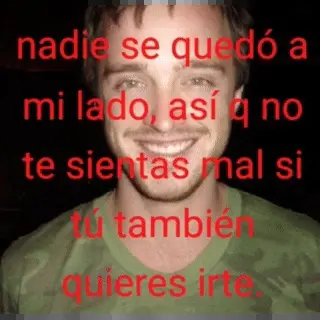 nadie se quedó a
mi lado, así q no
te sientas mal si
tú también
quieres irte.